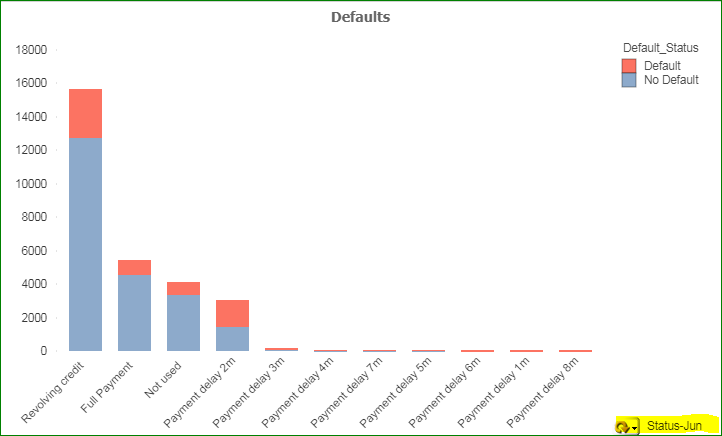 Defaults
Default_Status
Default
No Default
18000
16000
14000
12000
10000
8000
6000
4000
2000
0
Revolving credit
Full Payment
Not used
Payment delay 2m
Payment delay 3m
Payment delay 4m
Payment delay 7m
Payment delay 5m
Payment delay 6m
Payment delay 1m
Payment delay 8m
Status-Jun